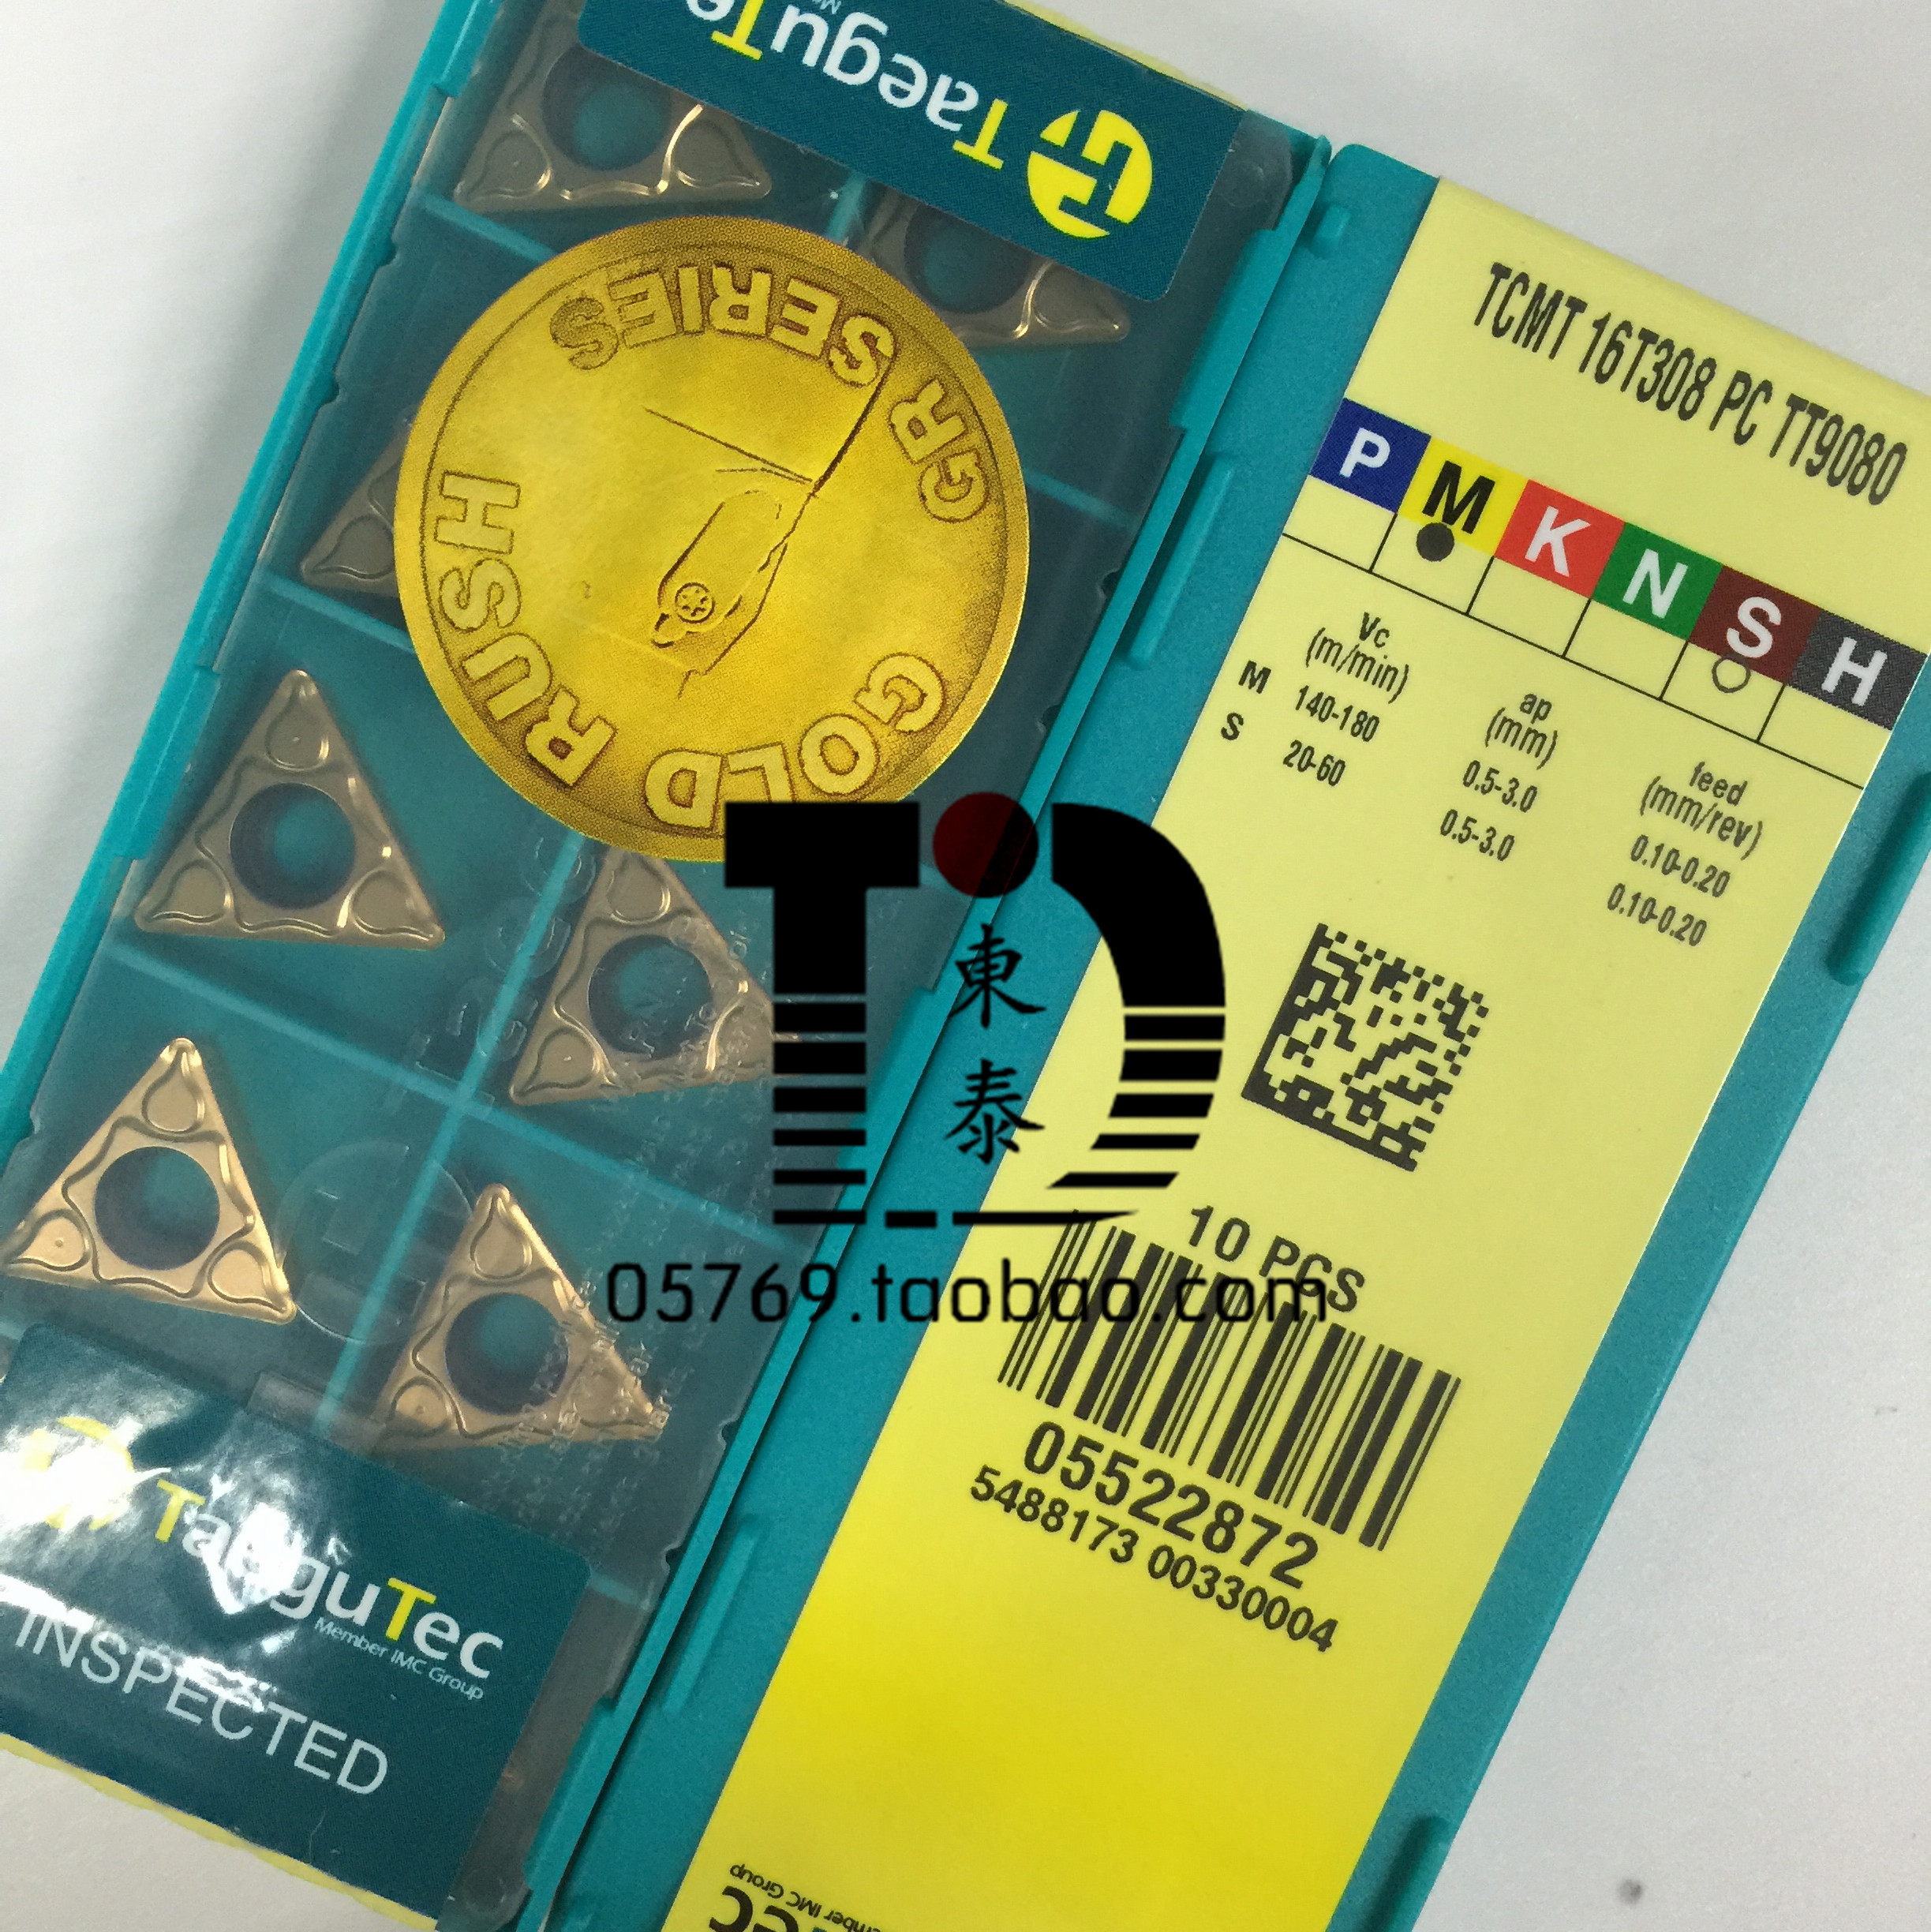 TaeguTec
GOLD RUSH
GR SERIES
TaeguTec
Member IMC Group
INSPECTED
TCMT 16T308 PC TT9080
P M K N S H
Vc (m/min) ap (mm) feed (mm/rev)
M 140-180 0.5-3.0 0.10-0.20
S 20-60 0.5-3.0 0.10-0.20
10 PCS
05522872
5488173 00330004
東
泰
05769.taobao.com